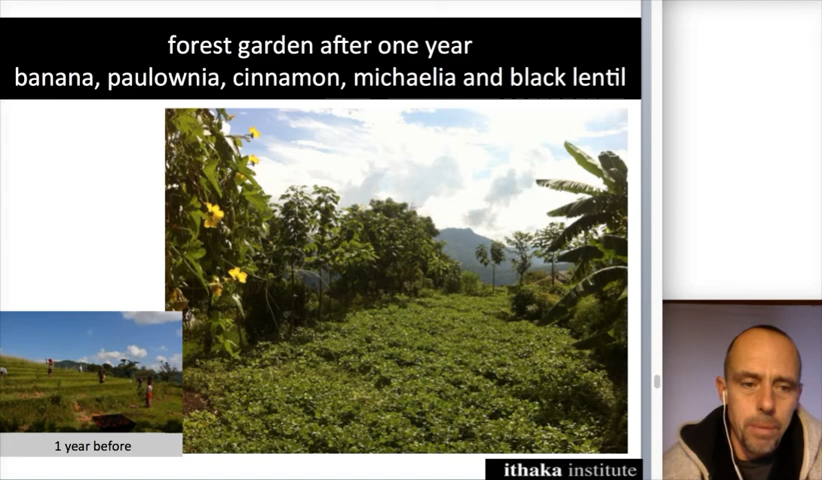 forest garden after one year
banana, paulownia, cinnamon, michaelia and black lentil
1 year before
ithaka institute